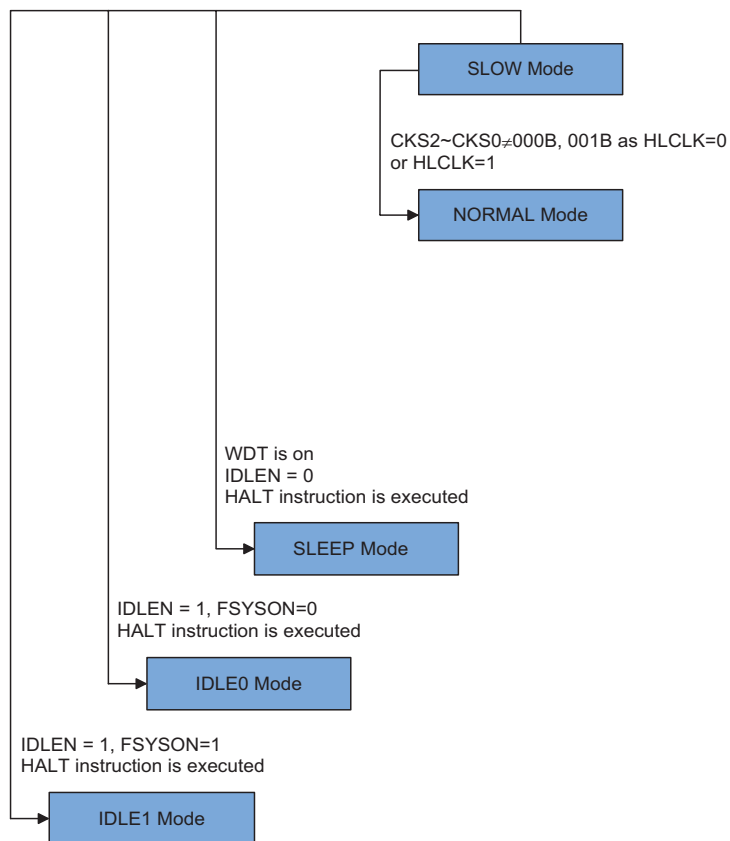 SLOW Mode
CKS2~CKS0≠000B, 001B as HLCLK=0
or HLCLK=1
NORMAL Mode
WDT is on
IDLEN = 0
HALT instruction is executed
SLEEP Mode
IDLEN = 1, FSYSON=0
HALT instruction is executed
IDLE0 Mode
IDLEN = 1, FSYSON=1
HALT instruction is executed
IDLE1 Mode